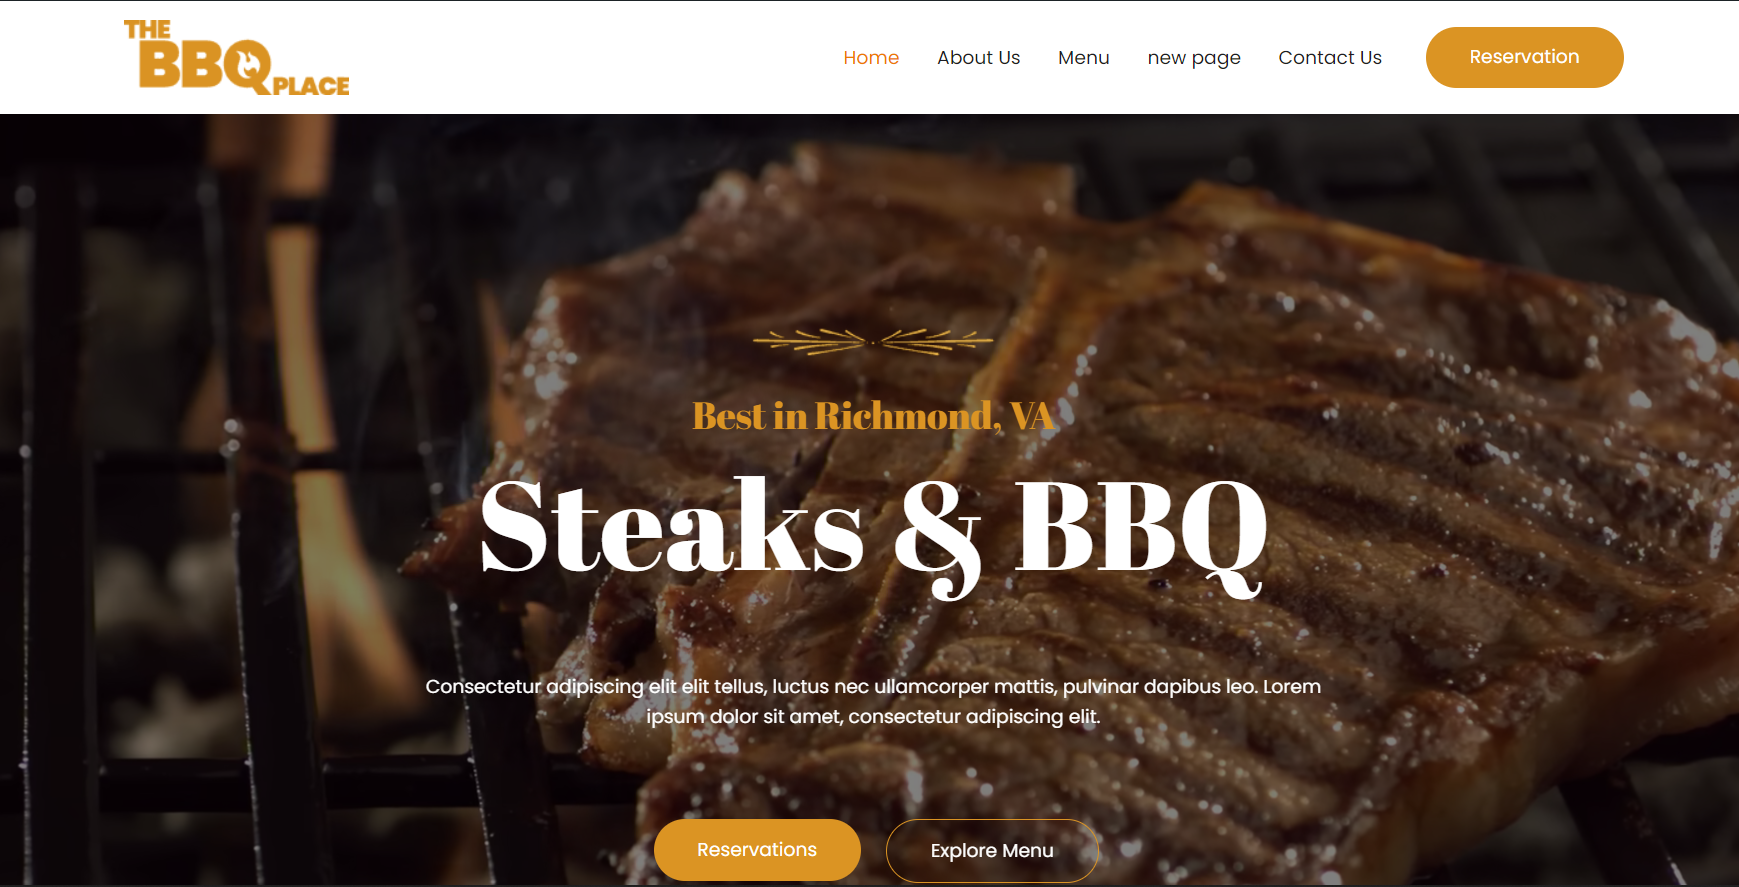 THE
BBQ PLACE
Home About Us Menu new page Contact Us Reservation
Best in Richmond, VA
Steaks & BBQ
Consectetur adipiscing elit elit tellus, luctus nec ullamcorper mattis, pulvinar dapibus leo. Lorem
ipsum dolor sit amet, consectetur adipiscing elit.
Reservations Explore Menu